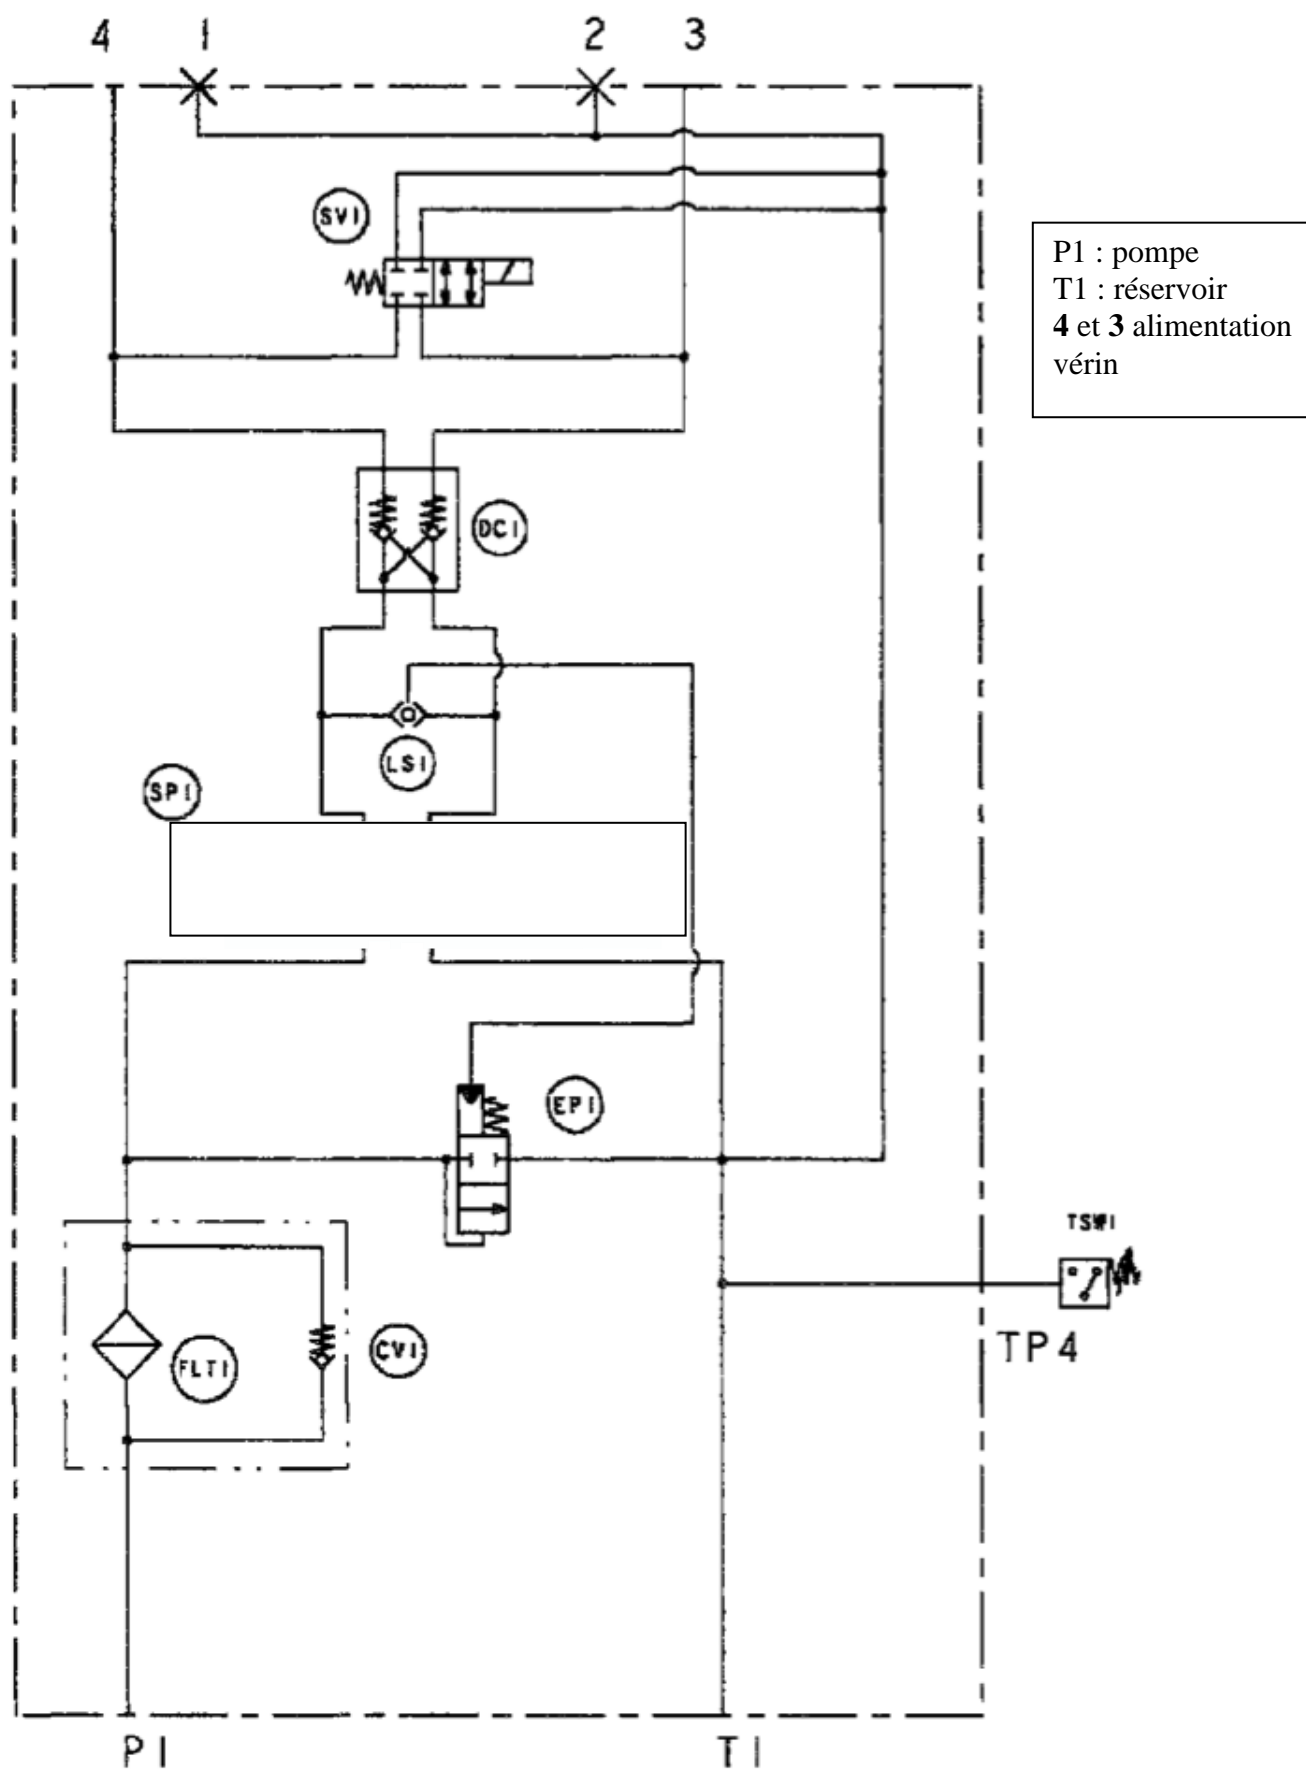 4 1 2 3
SV1
P1 : pompe
T1 : réservoir
4 et 3 alimentation
vérin
DC1
LS1
SP1
EP1
TSW1
FLT1
CV1
TP4
P1
T1